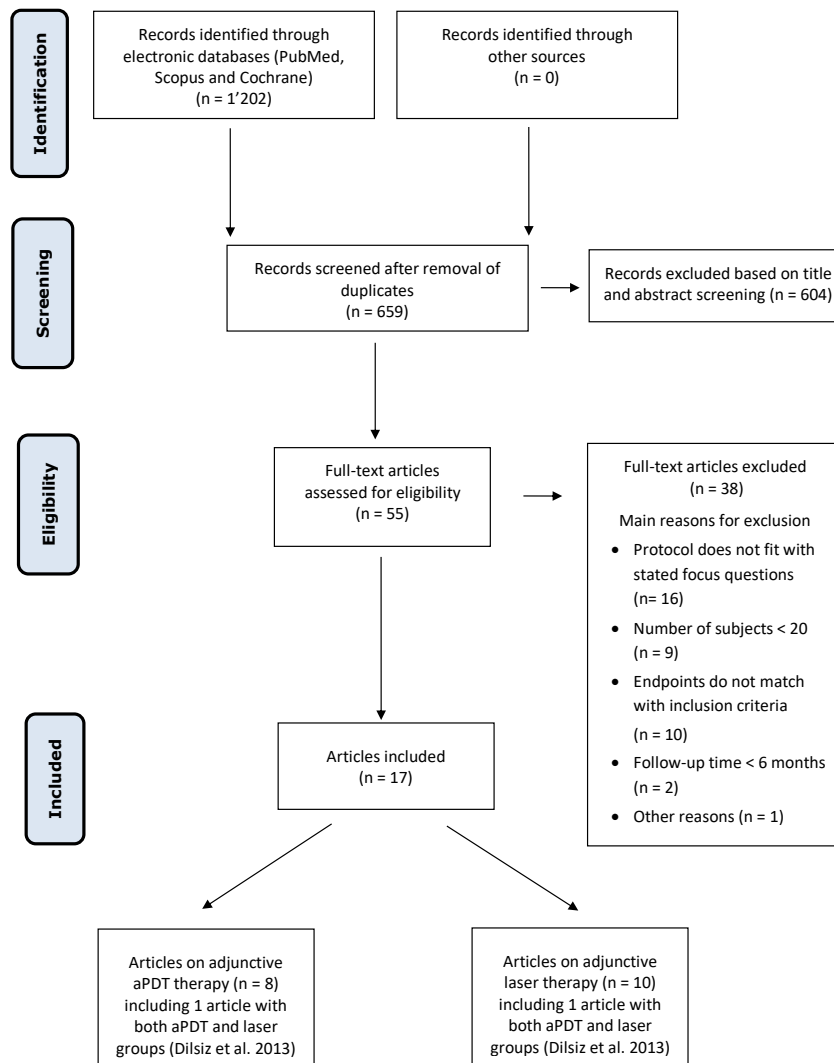 Identification
Records identified through
electronic databases (PubMed,
Scopus and Cochrane)
(n = 1’202)
Records identified through
other sources
(n = 0)
Screening
Records screened after removal of
duplicates
(n = 659)
Records excluded based on title
and abstract screening (n = 604)
Eligibility
Full-text articles
assessed for eligibility
(n = 55)
Full-text articles excluded
(n = 38)
Main reasons for exclusion
• Protocol does not fit with
stated focus questions
(n= 16)
• Number of subjects < 20
(n = 9)
• Endpoints do not match
with inclusion criteria
(n = 10)
• Follow-up time < 6 months
(n = 2)
• Other reasons (n = 1)
Included
Articles included
(n = 17)
Articles on adjunctive
aPDT therapy (n = 8)
including 1 article with
both aPDT and laser
groups (Dilsiz et al. 2013)
Articles on adjunctive
laser therapy (n = 10)
including 1 article with
both aPDT and laser
groups (Dilsiz et al. 2013)